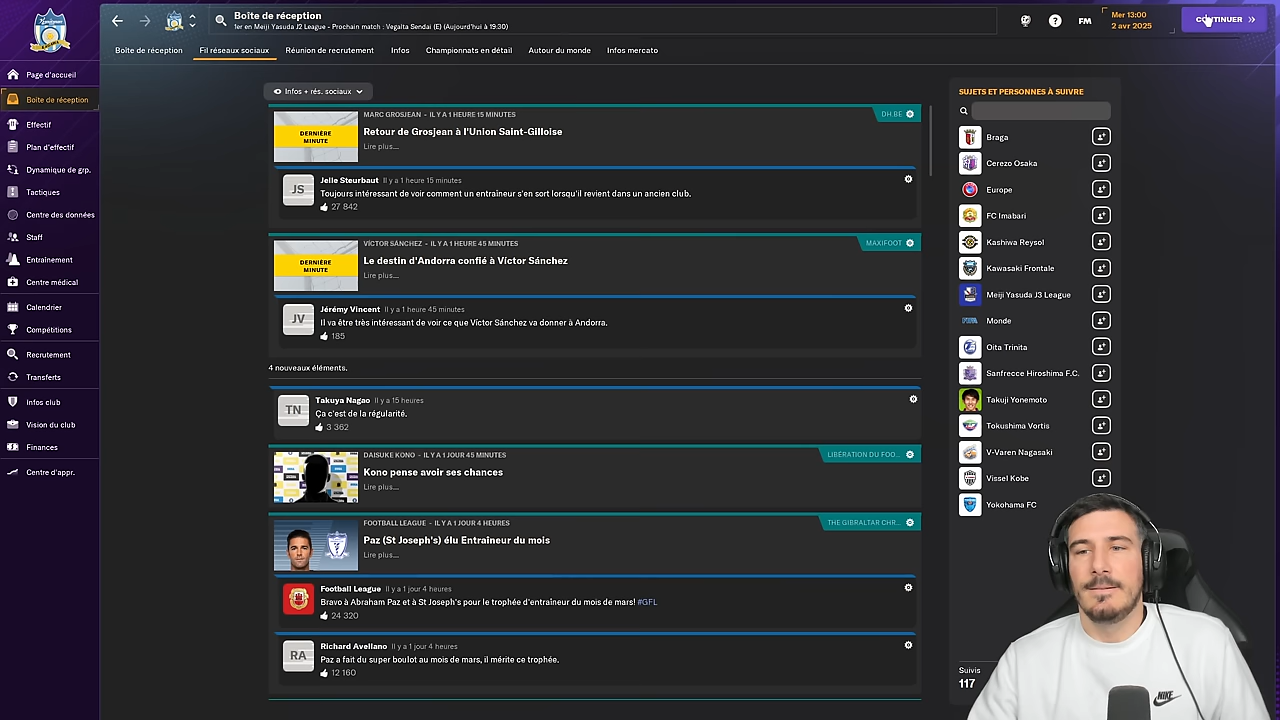 Boîte de réception
1er en Meiji Yasuda J2 League - Prochain match : Vegalta Sendai (E) (Aujourd'hui à 19:30)
FM
Mer 13:00
2 avr 2025
CONTINUER
Boîte de réception
Fil réseaux sociaux
Réunion de recrutement
Infos
Championnats en détail
Autour du monde
Infos mercato
Page d'accueil
Boîte de réception
Effectif
Plan d'effectif
Dynamique de grp.
Tactiques
Centre des données
Staff
Entraînement
Centre médical
Calendrier
Compétitions
Recrutement
Transferts
Infos club
Vision du club
Finances
Centre d'appr.
Infos + rés. sociaux
MARC GROSJEAN - IL Y A 1 HEURE 15 MINUTES
DH.BE
DERNIÈRE
MINUTE
Retour de Grosjean à l'Union Saint-Gilloise
Lire plus...
JS
Jelle Steurbaut Il y a 1 heure 15 minutes
Toujours intéressant de voir comment un entraîneur s'en sort lorsqu'il revient dans un ancien club.
27 842
VÍCTOR SÁNCHEZ - IL Y A 1 HEURE 45 MINUTES
MAXIFOOT
DERNIÈRE
MINUTE
Le destin d'Andorra confié à Víctor Sánchez
Lire plus...
JV
Jérémy Vincent Il y a 1 heure 45 minutes
Il va être très intéressant de voir ce que Víctor Sánchez va donner à Andorra.
185
4 nouveaux éléments.
TN
Takuya Nagao Il y a 15 heures
Ça c'est de la régularité.
3 362
DAISUKE KONO - IL Y A 1 JOUR 45 MINUTES
LIBÉRATION DU FOO...
Kono pense avoir ses chances
Lire plus...
FOOTBALL LEAGUE - IL Y A 1 JOUR 4 HEURES
THE GIBRALTAR CHR...
Paz (St Joseph's) élu Entraîneur du mois
Lire plus...
Football League Il y a 1 jour 4 heures
Bravo à Abraham Paz et à St Joseph's pour le trophée d'entraîneur du mois de mars! #GFL
24 320
RA
Richard Avellano Il y a 1 jour 4 heures
Paz a fait du super boulot au mois de mars, il mérite ce trophée.
12 160
SUJETS ET PERSONNES À SUIVRE
Braga
Cerezo Osaka
Europe
FC Imabari
Kashiwa Reysol
Kawasaki Frontale
Meiji Yasuda J3 League
FIFA
Monde
Oita Trinita
Sanfrecce Hiroshima F.C.
Takuji Yonemoto
Tokushima Vortis
V-Varen Nagasaki
Vissel Kobe
Yokohama FC
Suivis
117
NIKE